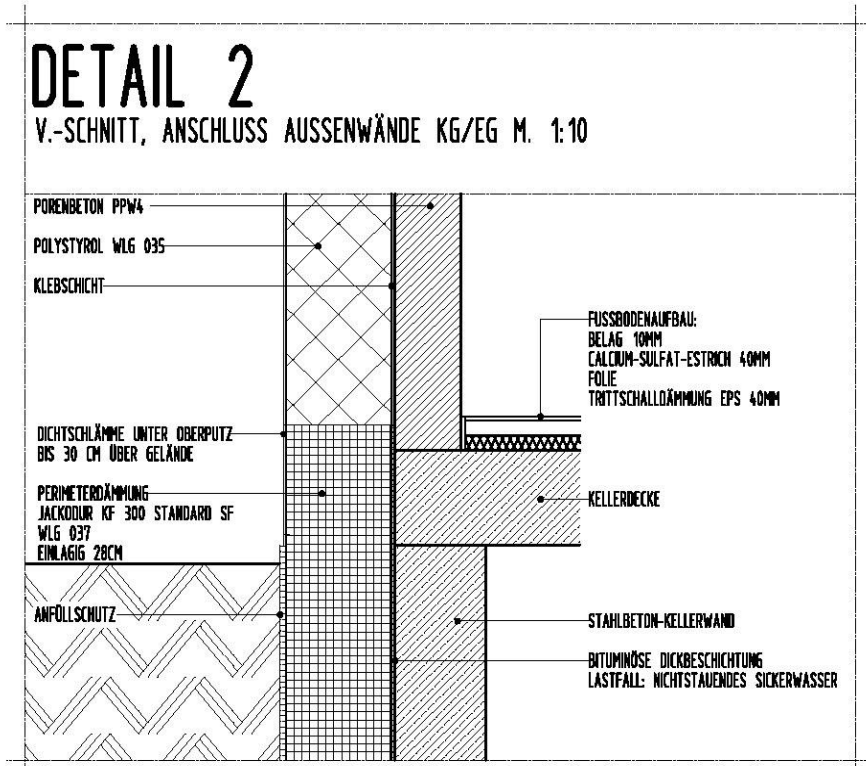 DETAIL 2
V.-SCHNITT, ANSCHLUSS AUSSENWÄNDE KG/EG M. 1:10
PORENBETON PPW4
POLYSTYROL WLG 035
KLEBSCHICHT
DICHTSCHLÄMME UNTER OBERPUTZ
BIS 30 CM ÜBER GELÄNDE
PERIMETERDÄMMUNG
JACKODUR KF 300 STANDARD SF
WLG 037
EINLAGIG 28CM
ANFÜLLSCHUTZ
FUSSBODENAUFBAU:
BELAG 10MM
CALCIUM-SULFAT-ESTRICH 40MM
FOLIE
TRITTSCHALLDÄMMUNG EPS 40MM
KELLERDECKE
STAHLBETON-KELLERWAND
BITUMINÖSE DICKBESCHICHTUNG
LASTFALL: NICHTSTAUENDES SICKERWASSER